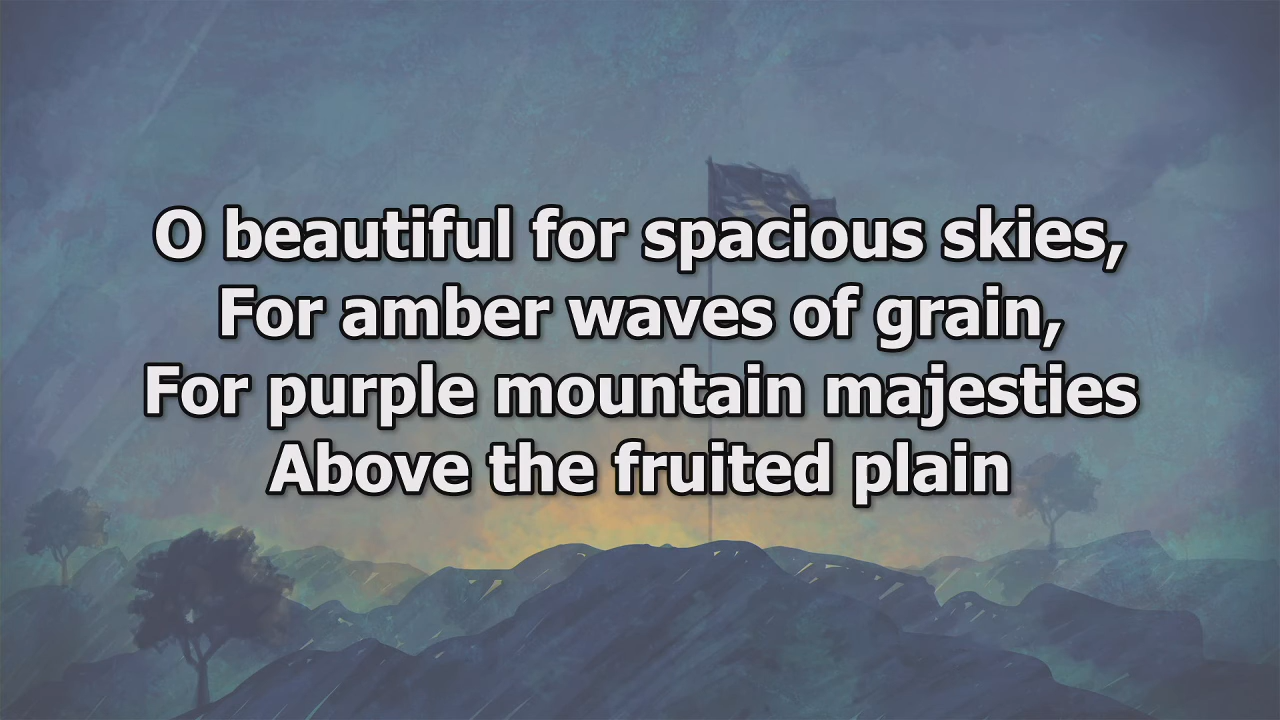 O beautiful for spacious skies,
For amber waves of grain,
For purple mountain majesties
Above the fruited plain